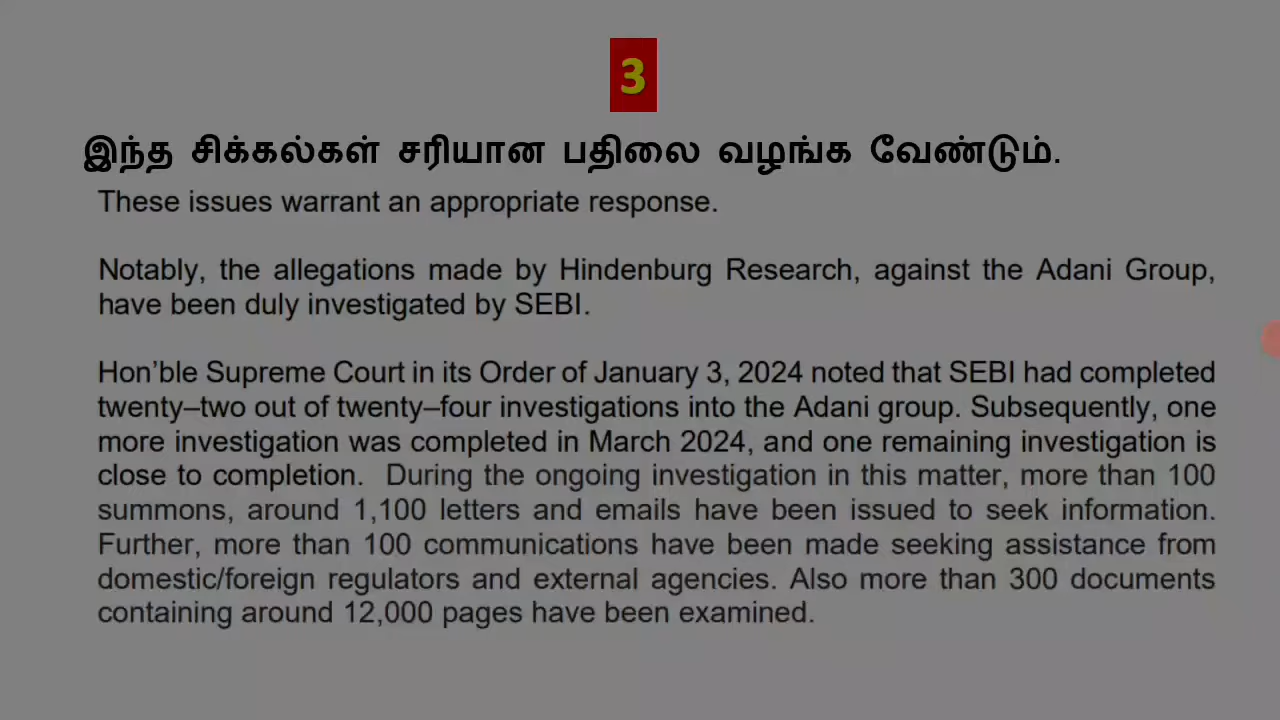 3
இந்த சிக்கல்கள் சரியான பதிலை வழங்க வேண்டும்.
These issues warrant an appropriate response.
Notably, the allegations made by Hindenburg Research, against the Adani Group,
have been duly investigated by SEBI.
Hon’ble Supreme Court in its Order of January 3, 2024 noted that SEBI had completed
twenty–two out of twenty–four investigations into the Adani group. Subsequently, one
more investigation was completed in March 2024, and one remaining investigation is
close to completion. During the ongoing investigation in this matter, more than 100
summons, around 1,100 letters and emails have been issued to seek information.
Further, more than 100 communications have been made seeking assistance from
domestic/foreign regulators and external agencies. Also more than 300 documents
containing around 12,000 pages have been examined.